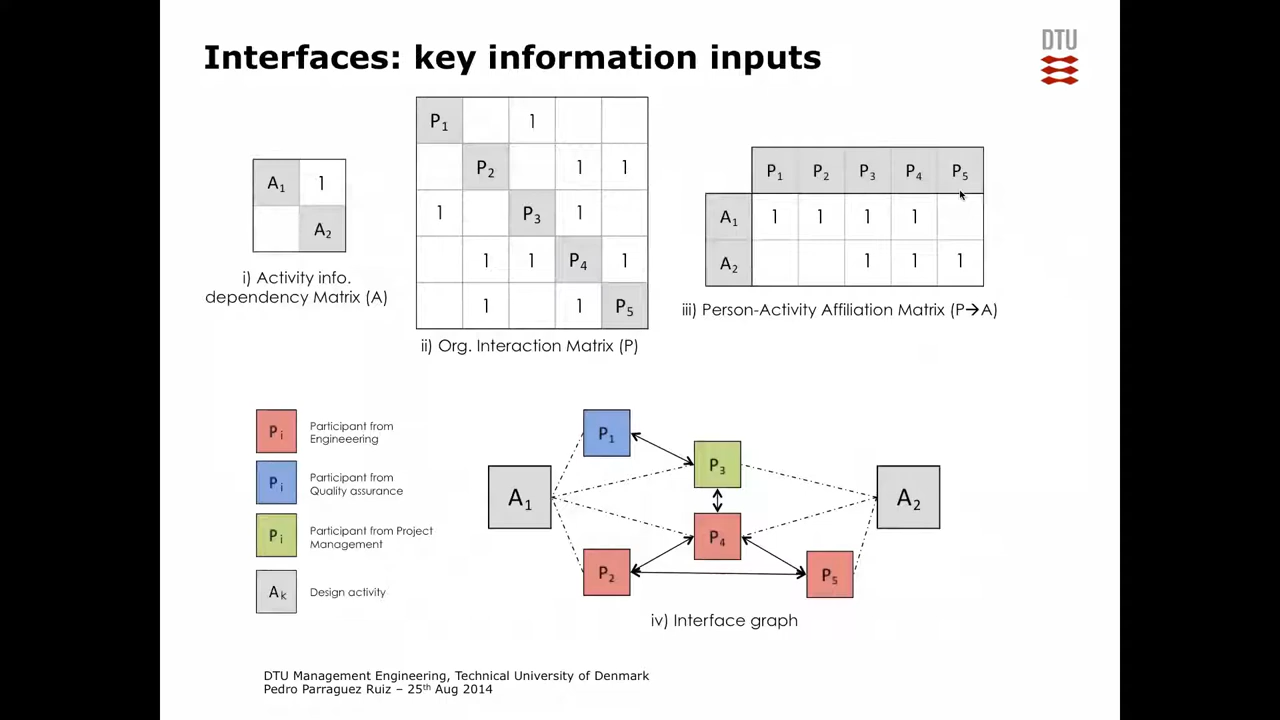 Interfaces: key information inputs
DTU
A₁ 1
A₂
i) Activity info.
dependency Matrix (A)
P₁ 1
P₂ 1 1
1 P₃ 1
1 1 P₄ 1
1 1 P₅
ii) Org. Interaction Matrix (P)
P₁ P₂ P₃ P₄ P₅
A₁ 1 1 1 1
A₂ 1 1 1
iii) Person-Activity Affiliation Matrix (P→A)
P i Participant from
Engineeering
P i Participant from
Quality assurance
P i Participant from Project
Management
A k Design activity
P₁
P₃
A₁
A₂
P₄
P₂
P₅
iv) Interface graph
DTU Management Engineering, Technical University of Denmark
Pedro Parraguez Ruiz – 25th Aug 2014